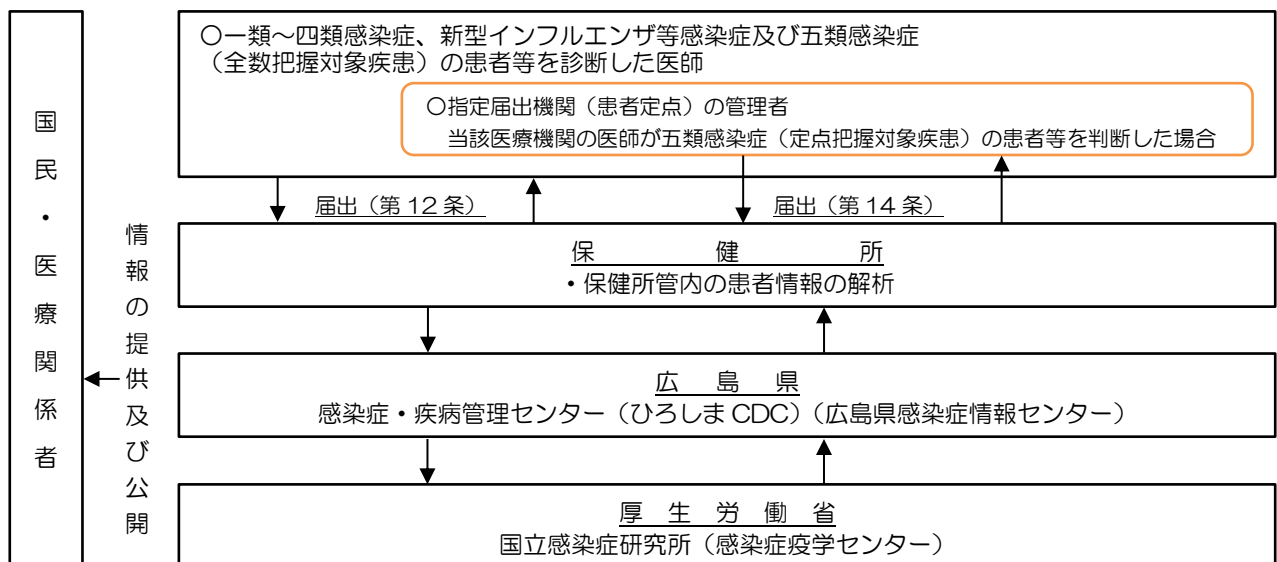 国民・医療関係者
情報の提供及び公開
〇一類~四類感染症、新型インフルエンザ等感染症及び五類感染症
(全数把握対象疾患)の患者等を診断した医師
〇指定届出機関(患者定点)の管理者
当該医療機関の医師が五類感染症(定点把握対象疾患)の患者等を判断した場合
届出(第12条)
届出(第14条)
保健所
・保健所管内の患者情報の解析
広島県
感染症・疾病管理センター(ひろしまCDC)(広島県感染症情報センター)
厚生労働省
国立感染症研究所(感染症疫学センター)